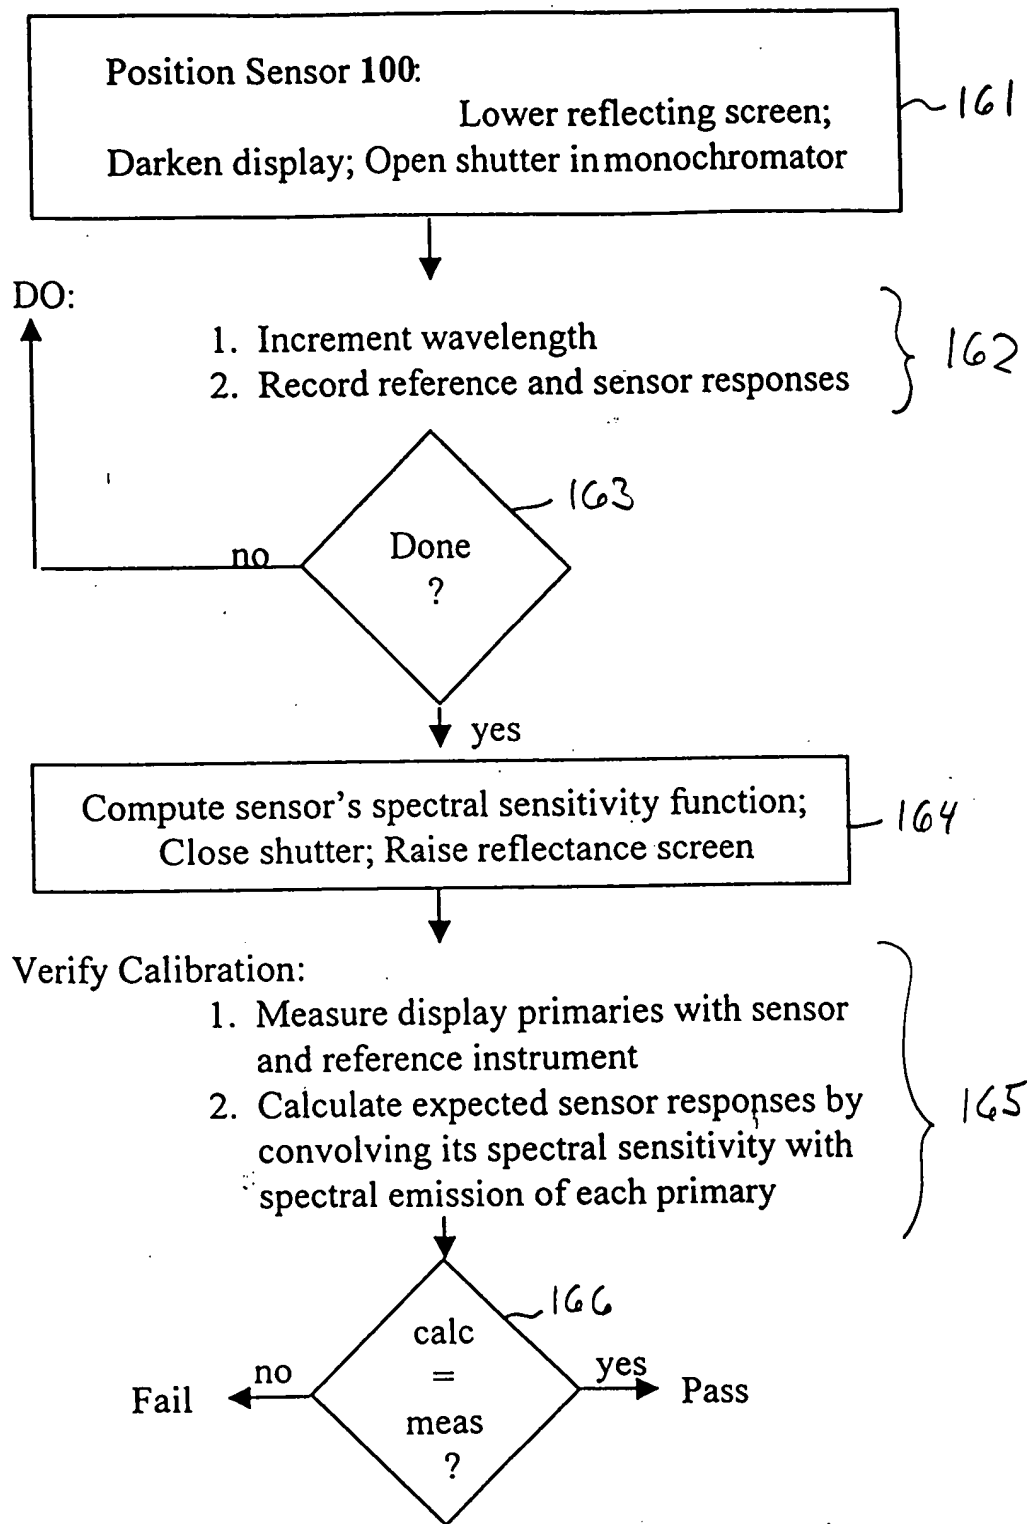 Position Sensor 100:
Lower reflecting screen;
Darken display; Open shutter in monochromator
161
DO:
1. Increment wavelength
2. Record reference and sensor responses
162
163
Done
?
no
yes
Compute sensor's spectral sensitivity function;
Close shutter; Raise reflectance screen
164
Verify Calibration:
1. Measure display primaries with sensor
and reference instrument
2. Calculate expected sensor responses by
convolving its spectral sensitivity with
spectral emission of each primary
165
166
calc
=
meas
?
no
Fail
yes
Pass